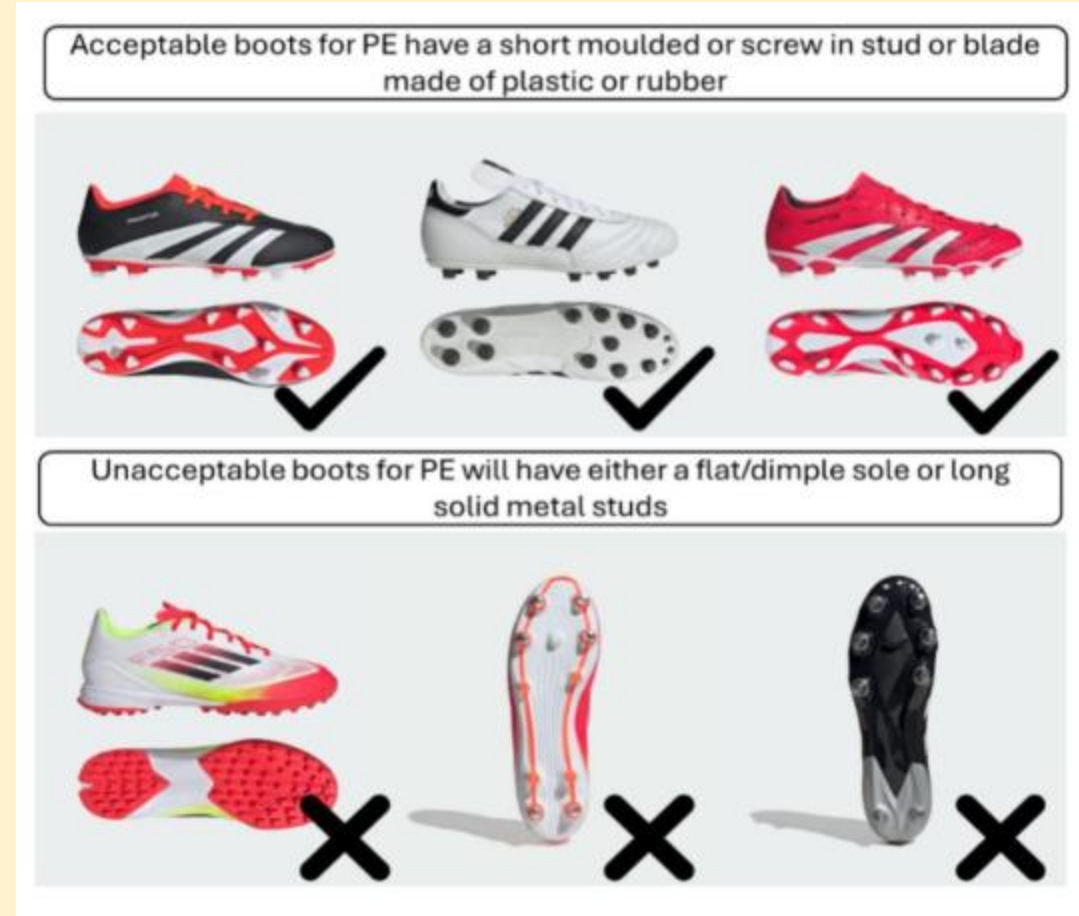 Acceptable boots for PE have a short moulded or screw in stud or blade
made of plastic or rubber
Unacceptable boots for PE will have either a flat/dimple sole or long
solid metal studs